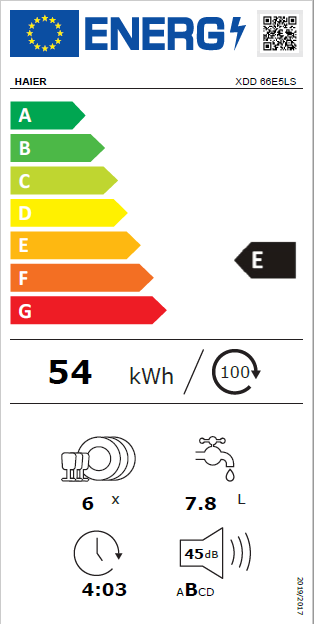 ENERG
HAIER XDD 66E5LS
A
B
C
D
E E
F
G
54 kWh / 100
6 x 7.8 L
45dB
4:03 ABCD
2019/2017